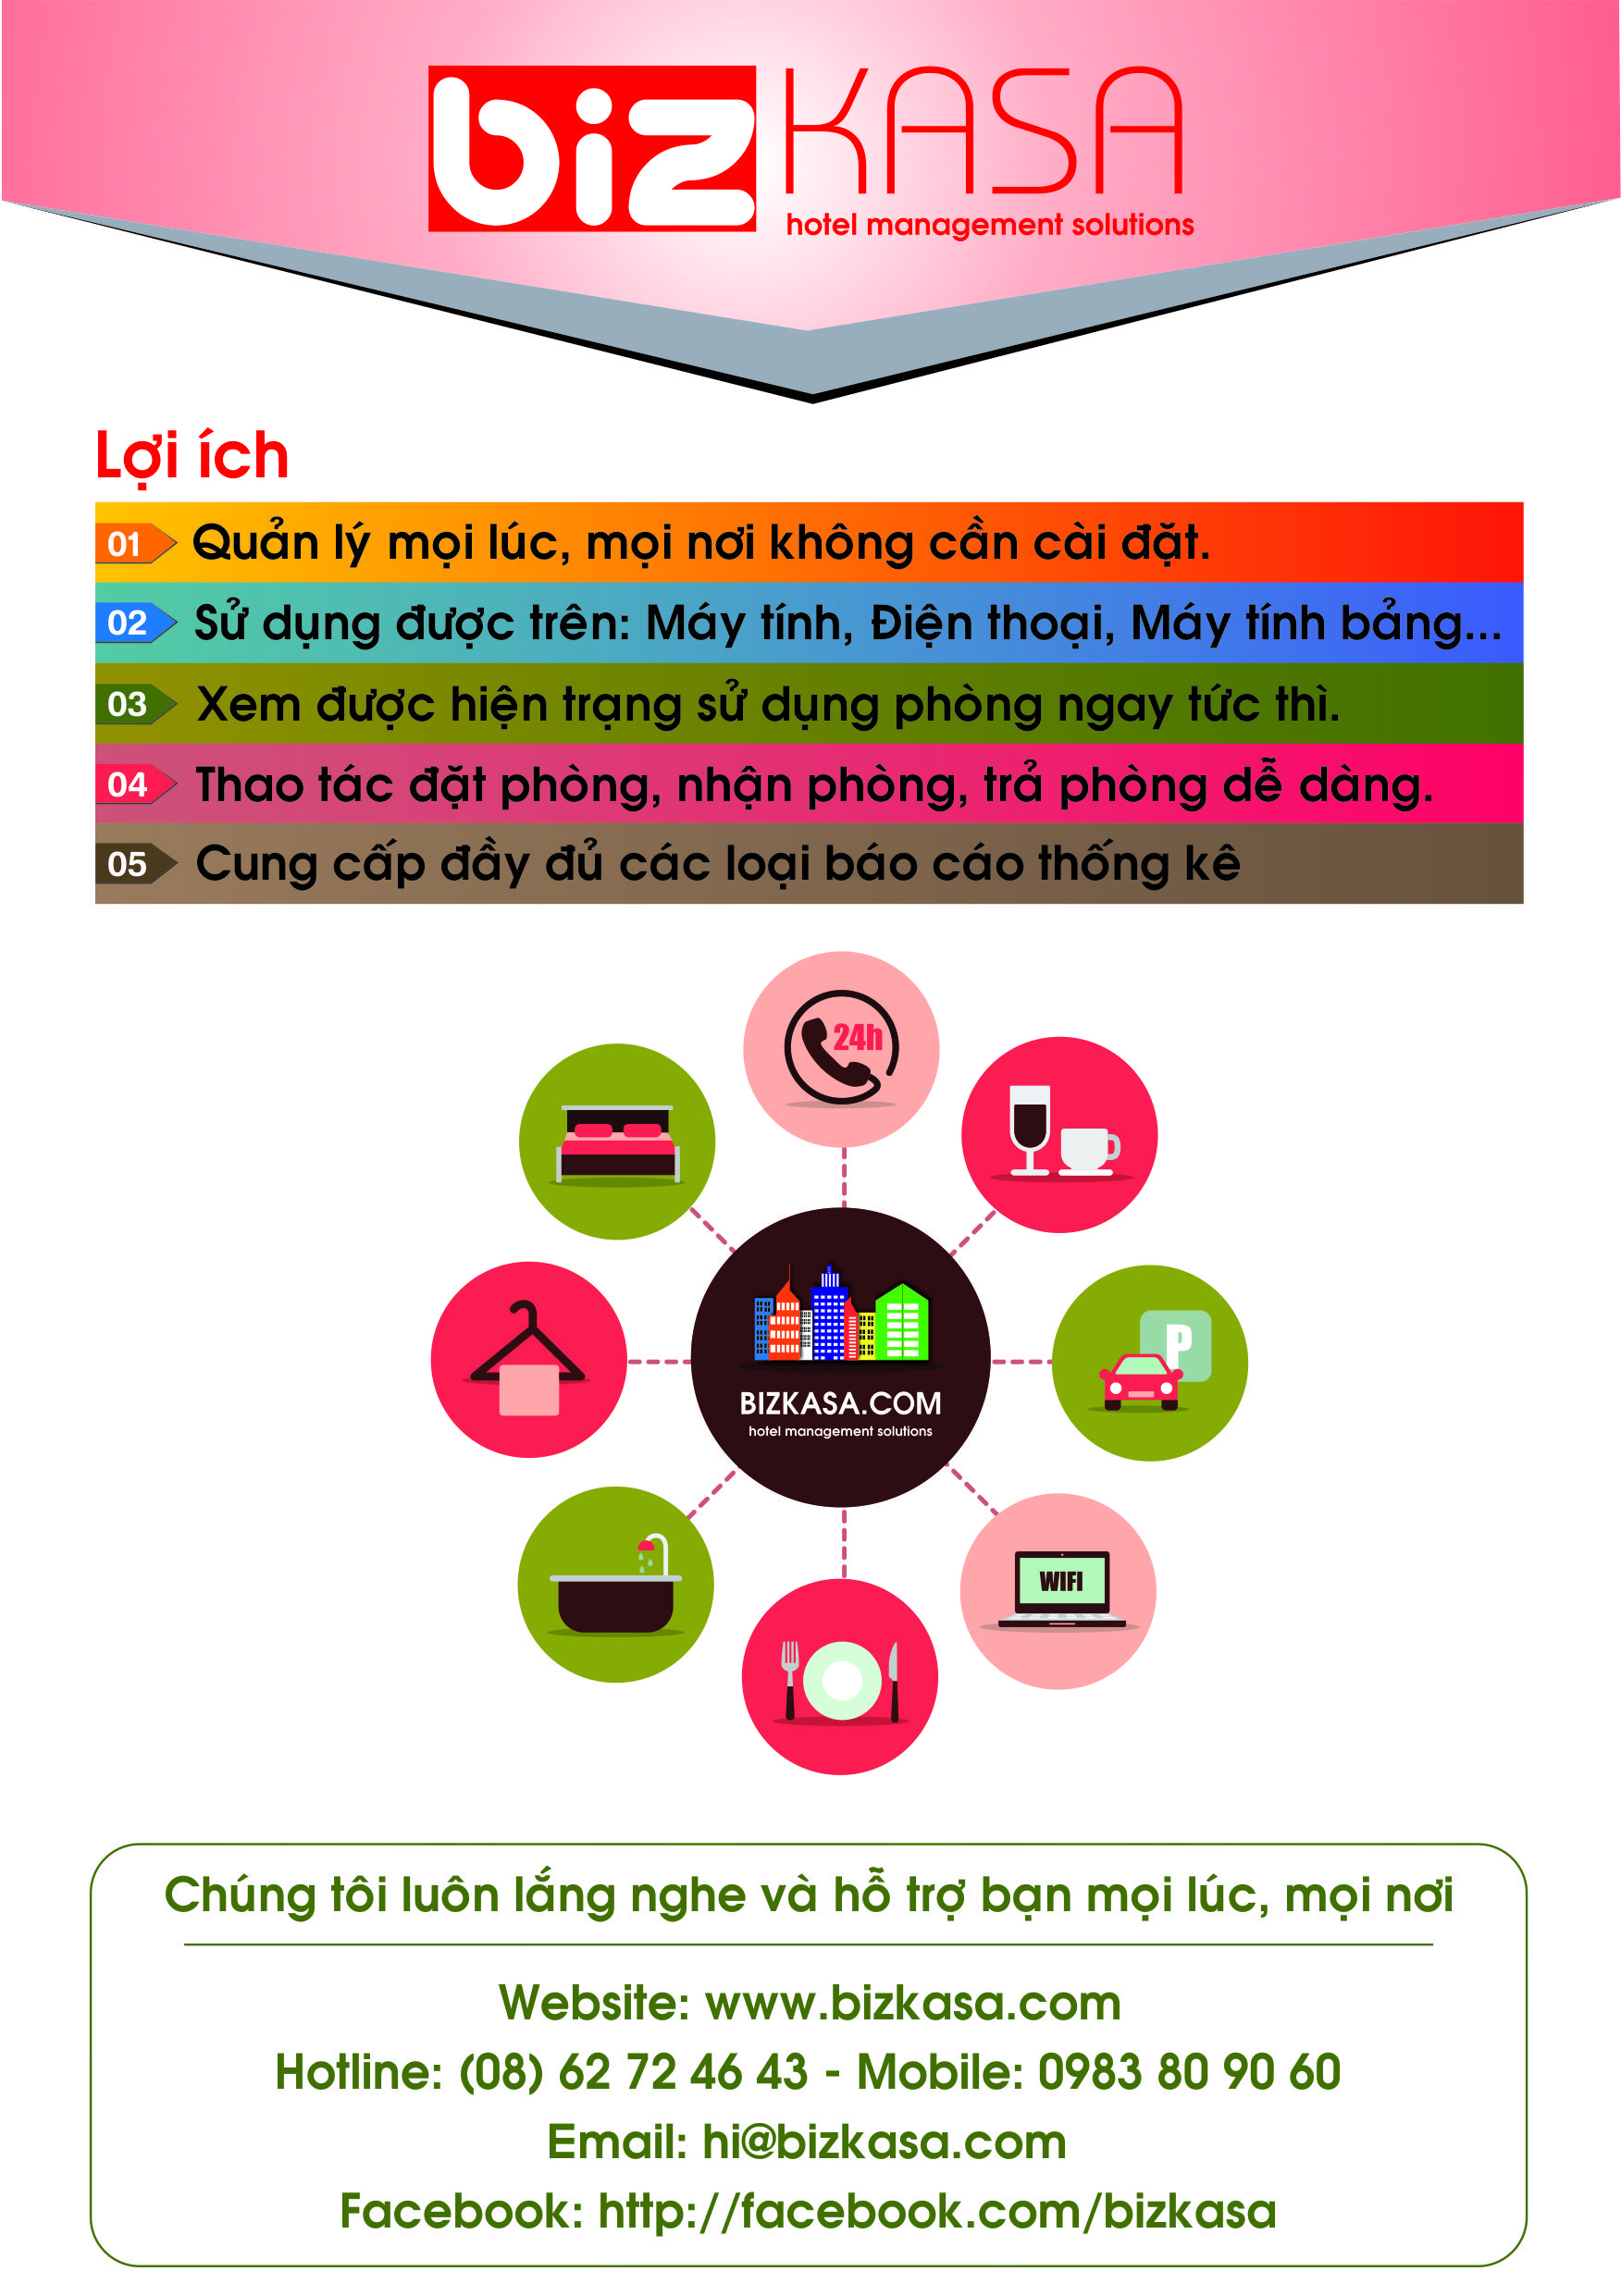 biz KASA
hotel management solutions
Lợi ích
01 Quản lý mọi lúc, mọi nơi không cần cài đặt.
02 Sử dụng được trên: Máy tính, Điện thoại, Máy tính bảng...
03 Xem được hiện trạng sử dụng phòng ngay tức thì.
04 Thao tác đặt phòng, nhận phòng, trả phòng dễ dàng.
05 Cung cấp đầy đủ các loại báo cáo thống kê
24h
P
BIZKASA.COM
hotel management solutions
WIFI
Chúng tôi luôn lắng nghe và hỗ trợ bạn mọi lúc, mọi nơi
Website: www.bizkasa.com
Hotline: (08) 62 72 46 43 - Mobile: 0983 80 90 60
Email: hi@bizkasa.com
Facebook: http://facebook.com/bizkasa